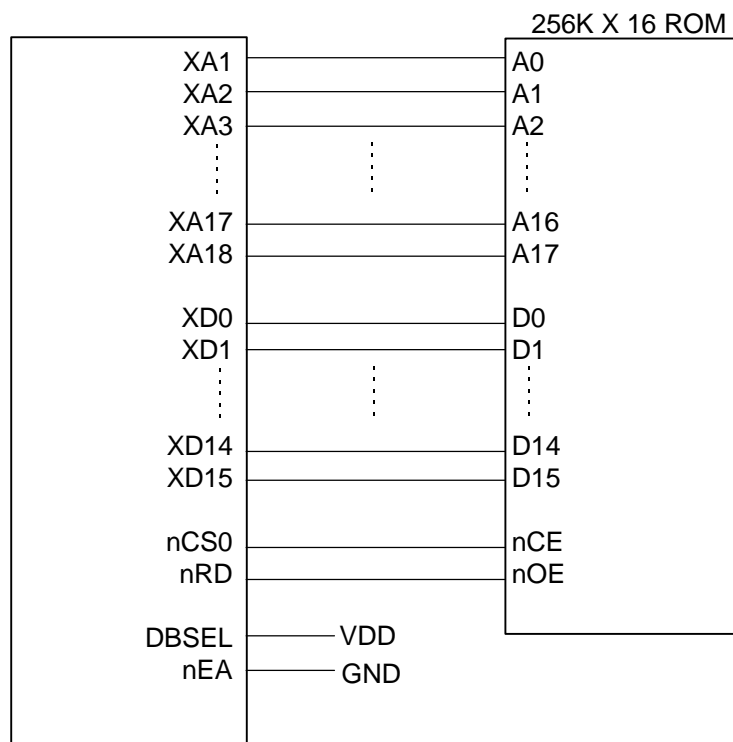 256K X 16 ROM
XA1 A0
XA2 A1
XA3 A2
XA17 A16
XA18 A17
XD0 D0
XD1 D1
XD14 D14
XD15 D15
nCS0 nCE
nRD nOE
DBSEL VDD
nEA GND